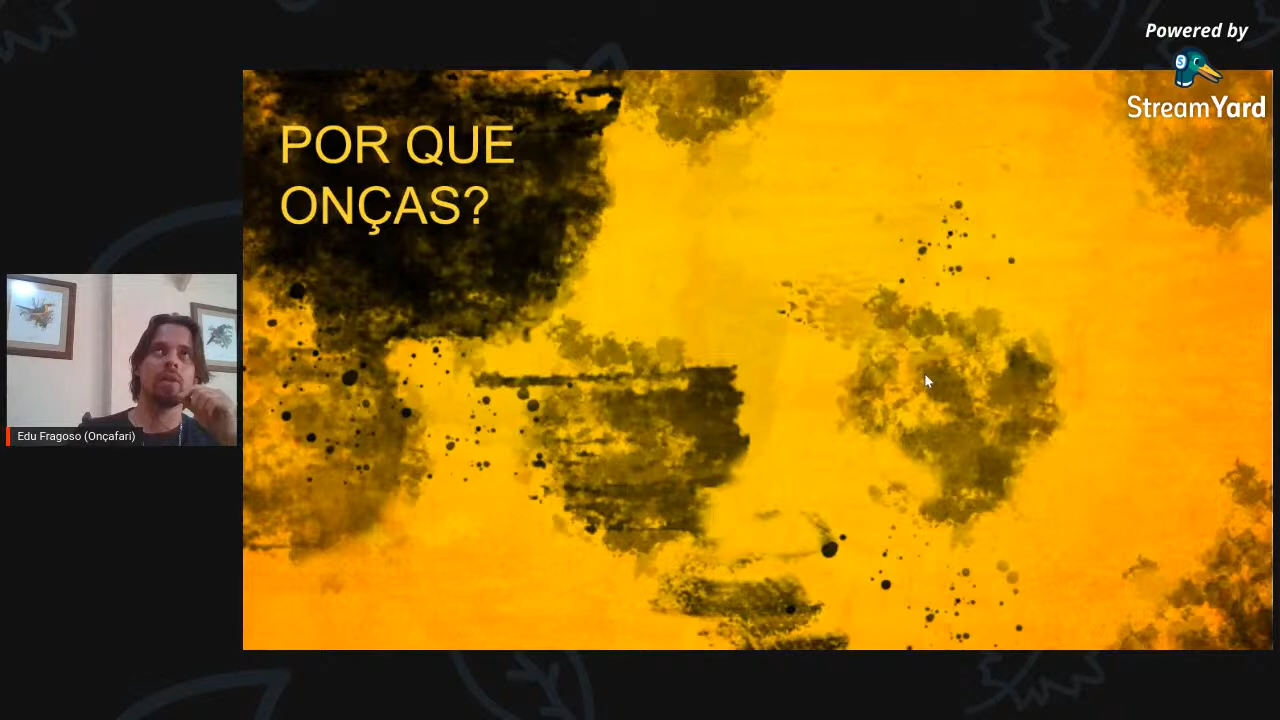 Powered by
StreamYard
POR QUE
ONÇAS?
Edu Fragoso (Onçafari)